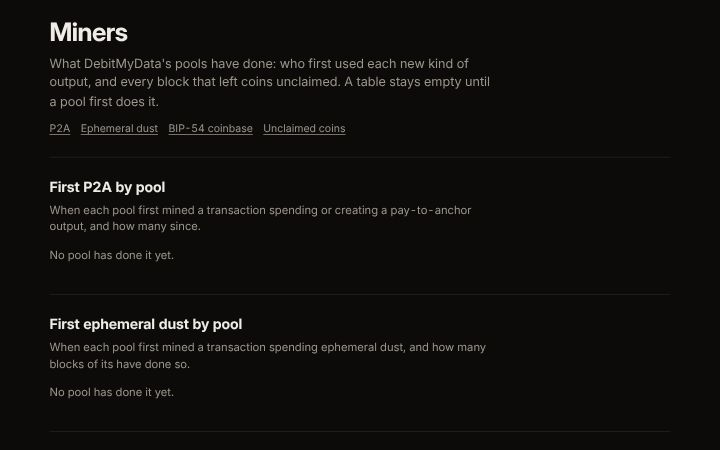 Miners
What DebitMyData's pools have done: who first used each new kind of
output, and every block that left coins unclaimed. A table stays empty until
a pool first does it.
P2A Ephemeral dust BIP-54 coinbase Unclaimed coins
First P2A by pool
When each pool first mined a transaction spending or creating a pay-to-anchor
output, and how many since.
No pool has done it yet.
First ephemeral dust by pool
When each pool first mined a transaction spending ephemeral dust, and how many
blocks of its have done so.
No pool has done it yet.